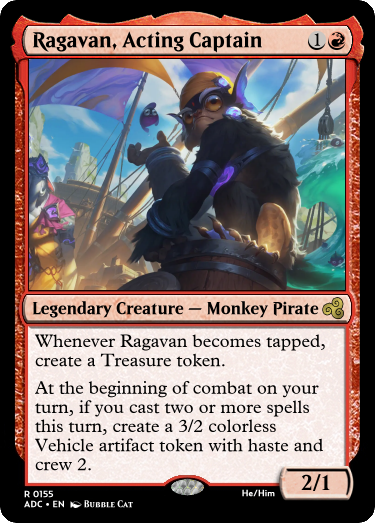 Ragavan, Acting Captain 1
Legendary Creature — Monkey Pirate
Whenever Ragavan becomes tapped,
create a Treasure token.
At the beginning of combat on your
turn, if you cast two or more spells
this turn, create a 3/2 colorless
Vehicle artifact token with haste and
crew 2.
2/1
R 0155 He/Him
ADC • EN Bubble Cat